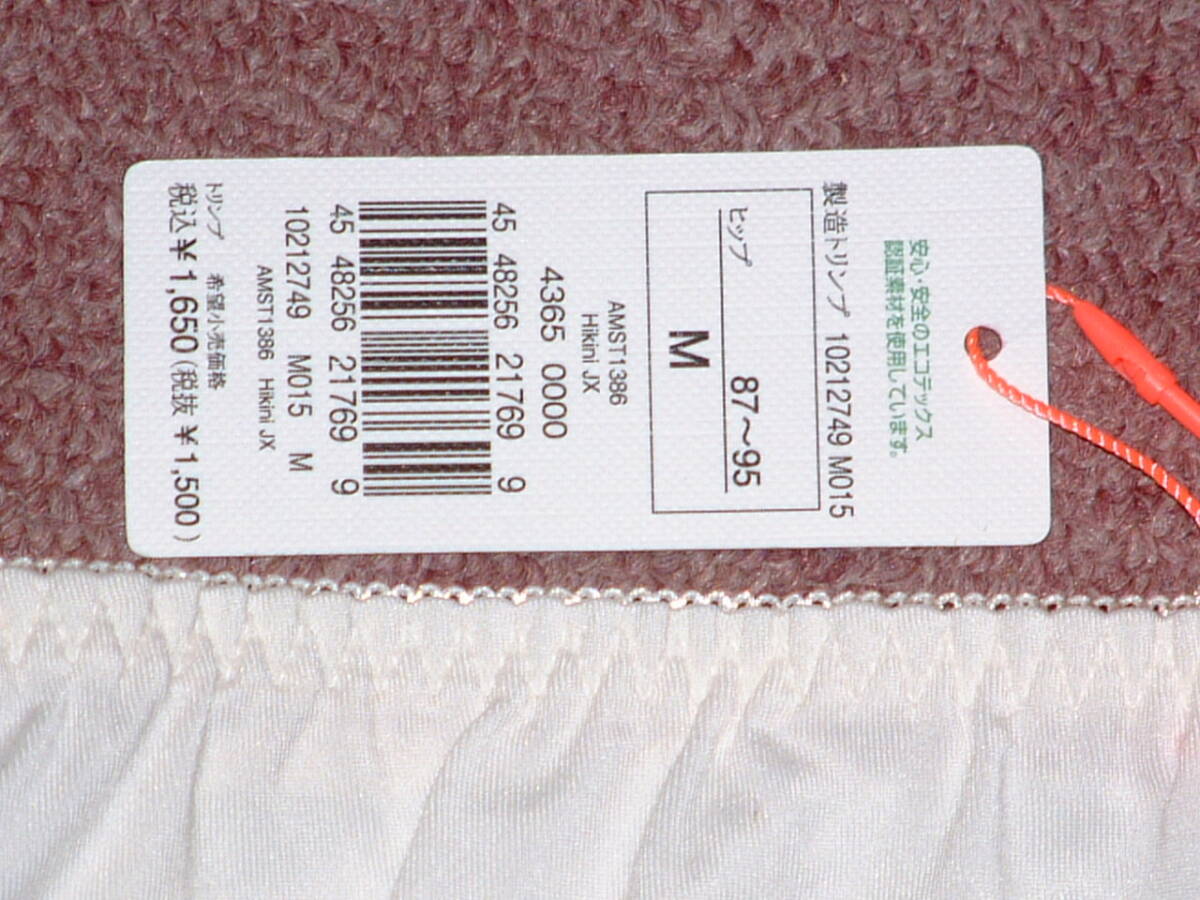 安心・安全のエコテックス
認証素材を使用しています。
製造トリンプ 10212749 M015
ヒップ
87～95
M
AMST1386
Hikini JX
4365 0000
45 48256 21769 9
45 48256 21769 9
10212749 M015 M
AMST1386 Hikini JX
トリンプ 希望小売価格
税込¥1,650(税抜¥1,500)